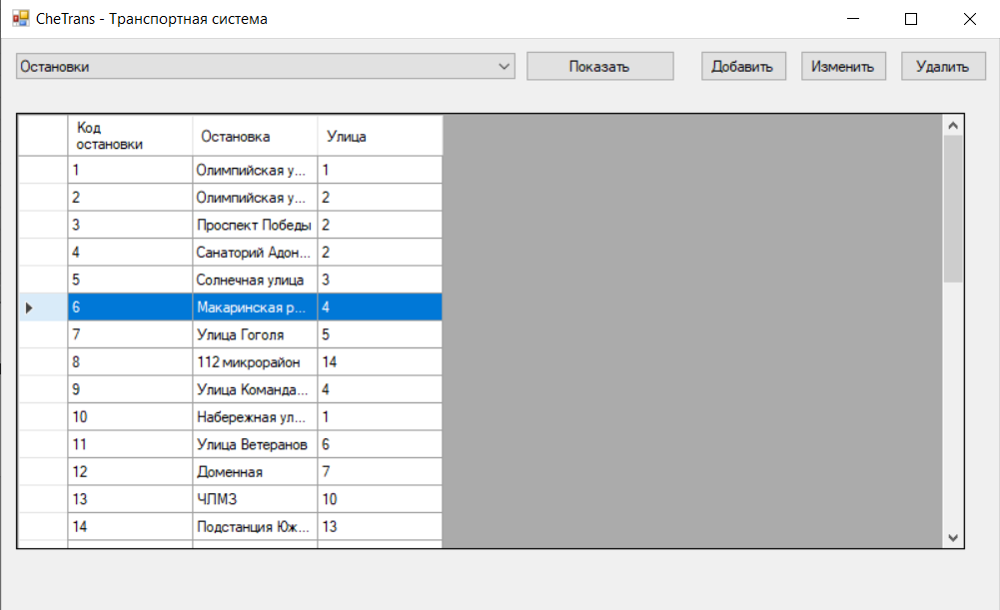 CheTrans - Транспортная система
Остановки Показать Добавить Изменить Удалить
Код остановки Остановка Улица
1 Олимпийская у... 1
2 Олимпийская у... 2
3 Проспект Победы 2
4 Санаторий Адон... 2
5 Солнечная улица 3
6 Макаринская р... 4
7 Улица Гоголя 5
8 112 микрорайон 14
9 Улица Команда... 4
10 Набережная ул... 1
11 Улица Ветеранов 6
12 Доменная 7
13 ЧЛМЗ 10
14 Подстанция Юж... 13